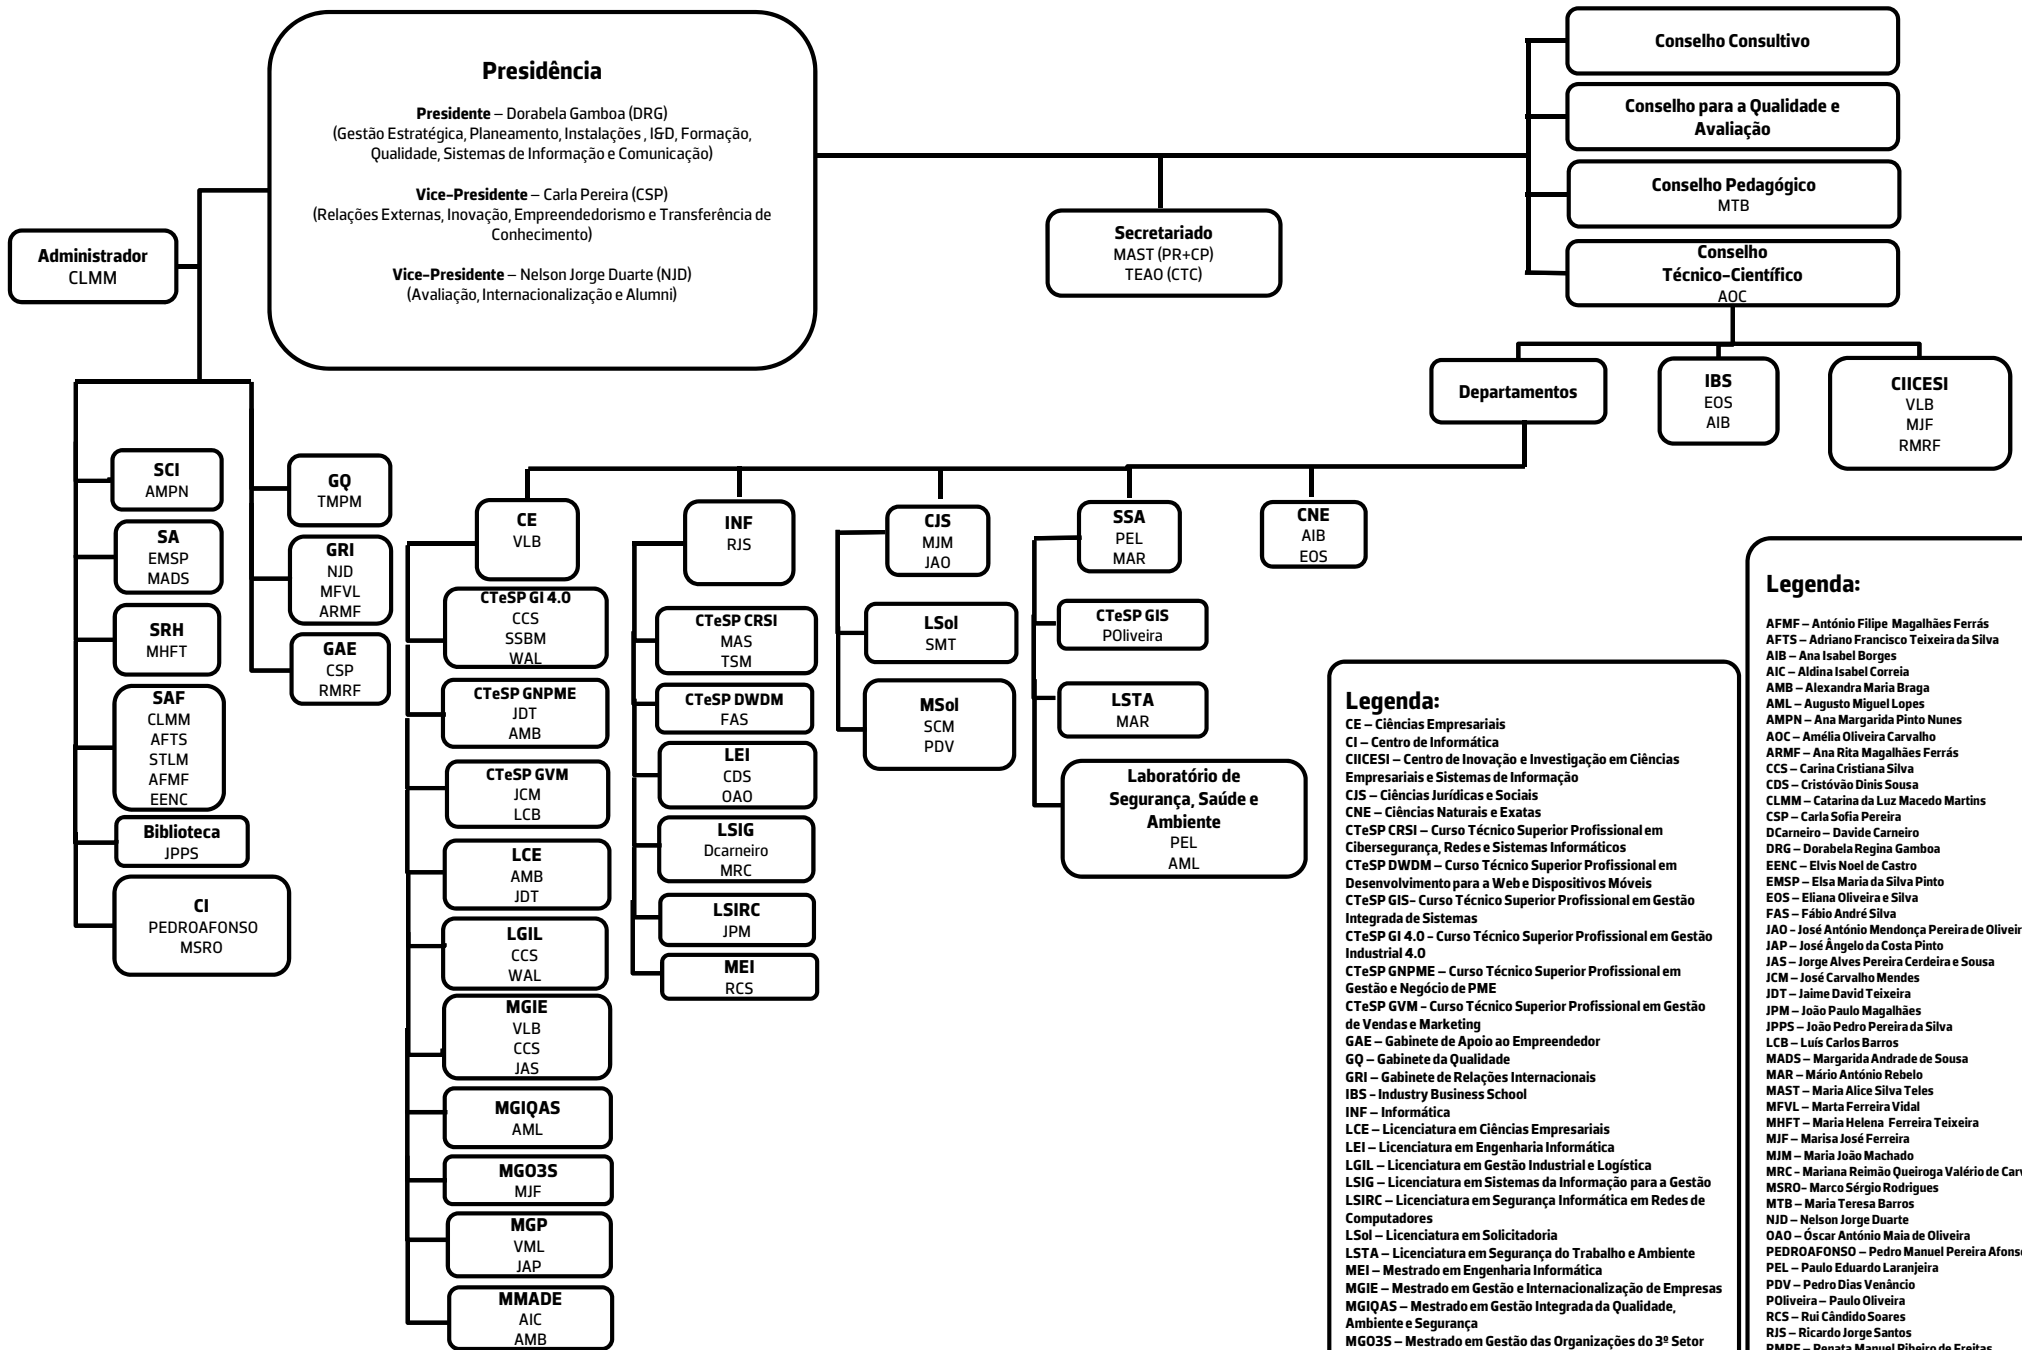 Presidência
Presidente – Dorabela Gamboa (DRG)
(Gestão Estratégica, Planeamento, Instalações , I&D, Formação,
Qualidade, Sistemas de Informação e Comunicação)
Vice-Presidente – Carla Pereira (CSP)
(Relações Externas, Inovação, Empreendedorismo e Transferência de
Conhecimento)
Vice-Presidente – Nelson Jorge Duarte (NJD)
(Avaliação, Internacionalização e Alumni)
Administrador
CLMM
Secretariado
MAST (PR+CP)
TEAO (CTC)
Conselho Consultivo
Conselho para a Qualidade e
Avaliação
Conselho Pedagógico
MTB
Conselho
Técnico-Científico
AOC
Departamentos
IBS
EOS
AIB
CIICESI
VLB
MJF
RMRF
SCI
AMPN
SA
EMSP
MADS
SRH
MHFT
SAF
CLMM
AFTS
STLM
AFMF
EENC
Biblioteca
JPPS
CI
PEDROAFONSO
MSRO
GQ
TMPM
GRI
NJD
MFVL
ARMF
GAE
CSP
RMRF
CE
VLB
CTeSP GI 4.0
CCS
SSBM
WAL
CTeSP GNPME
JDT
AMB
CTeSP GVM
JCM
LCB
LCE
AMB
JDT
LGIL
CCS
WAL
MGIE
VLB
CCS
JAS
MGIQAS
AML
MGO3S
MJF
MGP
VML
JAP
MMADE
AIC
AMB
INF
RJS
CTeSP CRSI
MAS
TSM
CTeSP DWDM
FAS
LEI
CDS
OAO
LSIG
Dcarneiro
MRC
LSIRC
JPM
MEI
RCS
CJS
MJM
JAO
LSol
SMT
MSol
SCM
PDV
SSA
PEL
MAR
CTeSP GIS
POliveira
LSTA
MAR
Laboratório de
Segurança, Saúde e
Ambiente
PEL
AML
CNE
AIB
EOS
Legenda:
CE – Ciências Empresariais
CI – Centro de Informática
CIICESI – Centro de Inovação e Investigação em Ciências
Empresariais e Sistemas de Informação
CJS – Ciências Jurídicas e Sociais
CNE – Ciências Naturais e Exatas
CTeSP CRSI – Curso Técnico Superior Profissional em
Cibersegurança, Redes e Sistemas Informáticos
CTeSP DWDM – Curso Técnico Superior Profissional em
Desenvolvimento para a Web e Dispositivos Móveis
CTeSP GIS– Curso Técnico Superior Profissional em Gestão
Integrada de Sistemas
CTeSP GI 4.0 - Curso Técnico Superior Profissional em Gestão
Industrial 4.0
CTeSP GNPME – Curso Técnico Superior Profissional em
Gestão e Negócio de PME
CTeSP GVM - Curso Técnico Superior Profissional em Gestão
de Vendas e Marketing
GAE – Gabinete de Apoio ao Empreendedor
GQ – Gabinete da Qualidade
GRI – Gabinete de Relações Internacionais
IBS - Industry Business School
INF – Informática
LCE – Licenciatura em Ciências Empresariais
LEI – Licenciatura em Engenharia Informática
LGIL – Licenciatura em Gestão Industrial e Logística
LSIG – Licenciatura em Sistemas da Informação para a Gestão
LSIRC – Licenciatura em Segurança Informática em Redes de
Computadores
LSol – Licenciatura em Solicitadoria
LSTA – Licenciatura em Segurança do Trabalho e Ambiente
MEI – Mestrado em Engenharia Informática
MGIE – Mestrado em Gestão e Internacionalização de Empresas
MGIQAS – Mestrado em Gestão Integrada da Qualidade,
Ambiente e Segurança
MGO3S – Mestrado em Gestão das Organizações do 3º Setor
Legenda:
AFMF – António Filipe Magalhães Ferrás
AFTS – Adriano Francisco Teixeira da Silva
AIB – Ana Isabel Borges
AIC – Aldina Isabel Correia
AMB – Alexandra Maria Braga
AML – Augusto Miguel Lopes
AMPN – Ana Margarida Pinto Nunes
AOC – Amélia Oliveira Carvalho
ARMF – Ana Rita Magalhães Ferrás
CCS – Carina Cristiana Silva
CDS – Cristóvão Dinis Sousa
CLMM – Catarina da Luz Macedo Martins
CSP – Carla Sofia Pereira
DCarneiro – Davide Carneiro
DRG – Dorabela Regina Gamboa
EENC – Elvis Noel de Castro
EMSP – Elsa Maria da Silva Pinto
EOS – Eliana Oliveira e Silva
FAS – Fábio André Silva
JAO - José António Mendonça Pereira de Oliveir
JAP – José Ângelo da Costa Pinto
JAS – Jorge Alves Pereira Cerdeira e Sousa
JCM – José Carvalho Mendes
JDT – Jaime David Teixeira
JPM – João Paulo Magalhães
JPPS – João Pedro Pereira da Silva
LCB – Luís Carlos Barros
MADS – Margarida Andrade de Sousa
MAR – Mário António Rebelo
MAST – Maria Alice Silva Teles
MFVL – Marta Ferreira Vidal
MHFT – Maria Helena Ferreira Teixeira
MJF – Marisa José Ferreira
MJM – Maria João Machado
MRC - Mariana Reimão Queiroga Valério de Carv
MSRO- Marco Sérgio Rodrigues
MTB – Maria Teresa Barros
NJD – Nelson Jorge Duarte
OAO – Óscar António Maia de Oliveira
PEDROAFONSO – Pedro Manuel Pereira Afonso
PEL – Paulo Eduardo Laranjeira
PDV – Pedro Dias Venâncio
POliveira – Paulo Oliveira
RCS – Rui Cândido Soares
RJS – Ricardo Jorge Santos
RMRF – Renata Manuel Ribeiro de Freitas